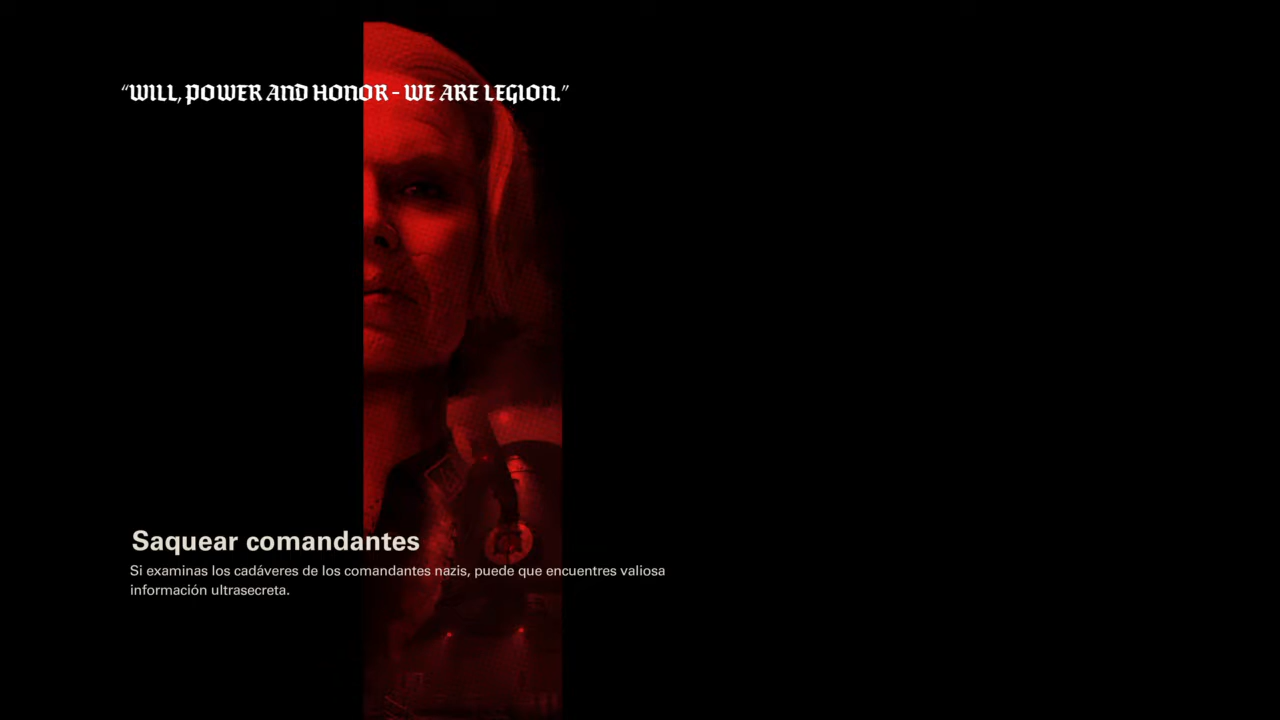 “WILL, POWER AND HONOR - WE ARE LEGION.”
Saquear comandantes
Si examinas los cadáveres de los comandantes nazis, puede que encuentres valiosa
información ultrasecreta.